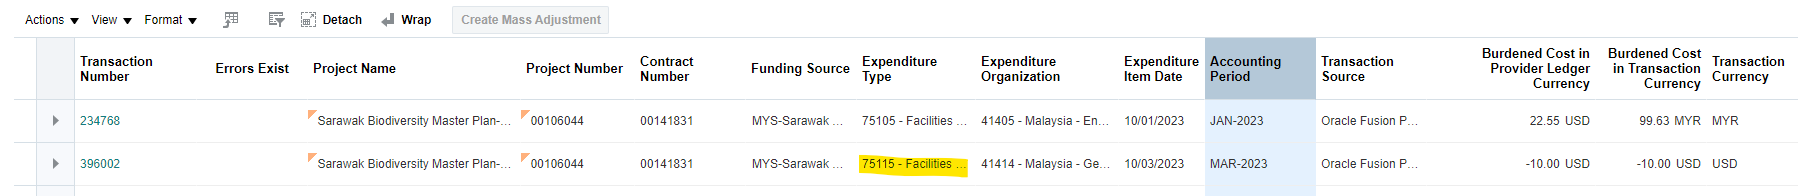 Actions View Format Detach Wrap Create Mass Adjustment
Transaction Number Errors Exist Project Name Project Number Contract Number Funding Source Expenditure Type Expenditure Organization Expenditure Item Date Accounting Period Transaction Source Burdened Cost in Provider Ledger Currency Burdened Cost in Transaction Currency Transaction Currency
234768 Sarawak Biodiversity Master Plan-... 00106044 00141831 MYS-Sarawak ... 75105 - Facilities ... 41405 - Malaysia - En... 10/01/2023 JAN-2023 Oracle Fusion P... 22.55 USD 99.63 MYR MYR
396002 Sarawak Biodiversity Master Plan-... 00106044 00141831 MYS-Sarawak ... 75115 - Facilities ... 41414 - Malaysia - Ge... 10/03/2023 MAR-2023 Oracle Fusion P... -10.00 USD -10.00 USD USD